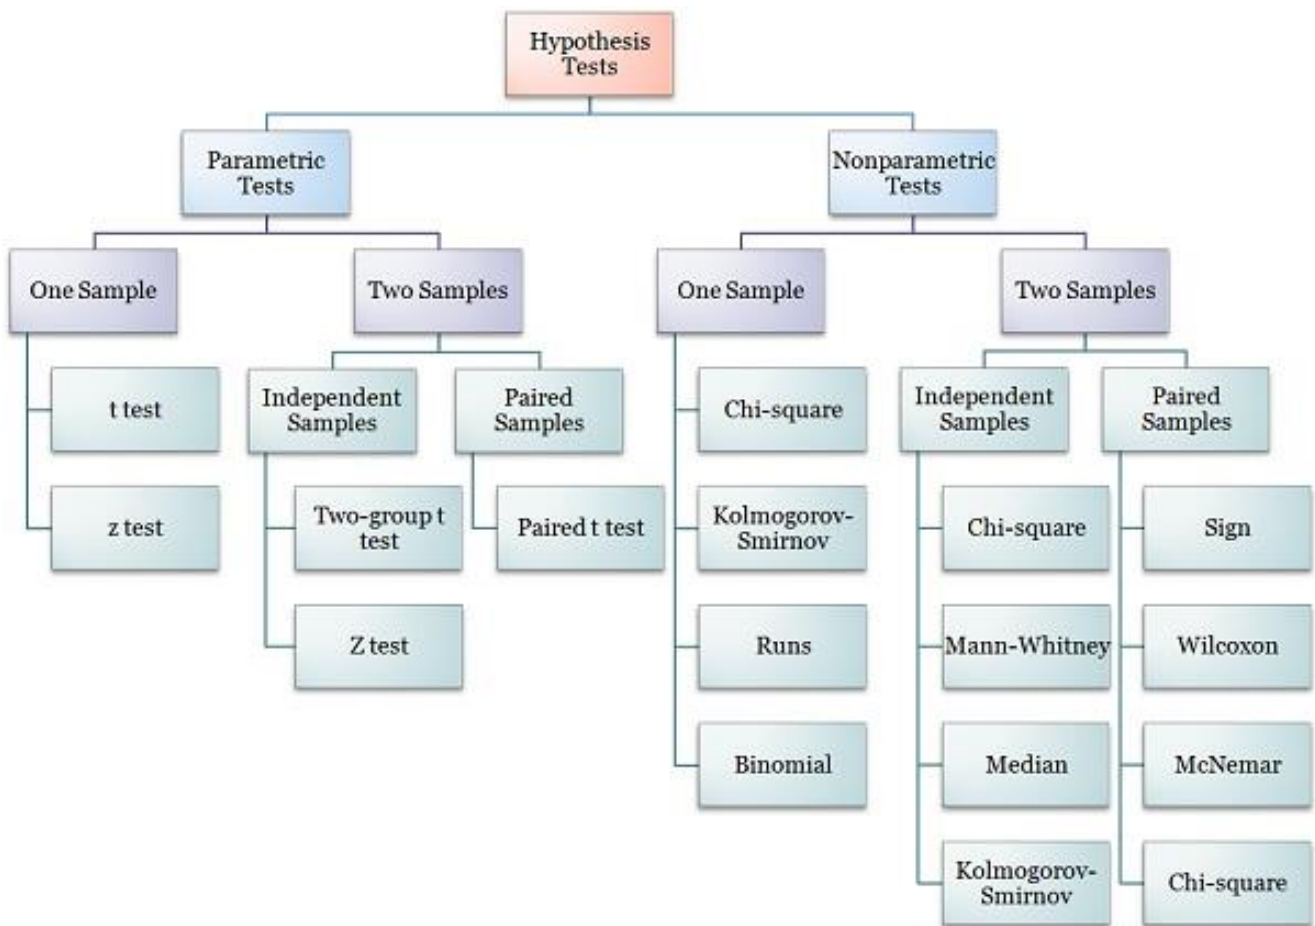 Hypothesis
Tests
Parametric
Tests
Nonparametric
Tests
One Sample
Two Samples
One Sample
Two Samples
t test
Independent
Samples
Paired
Samples
Chi-square
Independent
Samples
Paired
Samples
z test
Two-group t
test
Paired t test
Kolmogorov-
Smirnov
Chi-square
Sign
Z test
Runs
Mann-Whitney
Wilcoxon
Binomial
Median
McNemar
Kolmogorov-
Smirnov
Chi-square